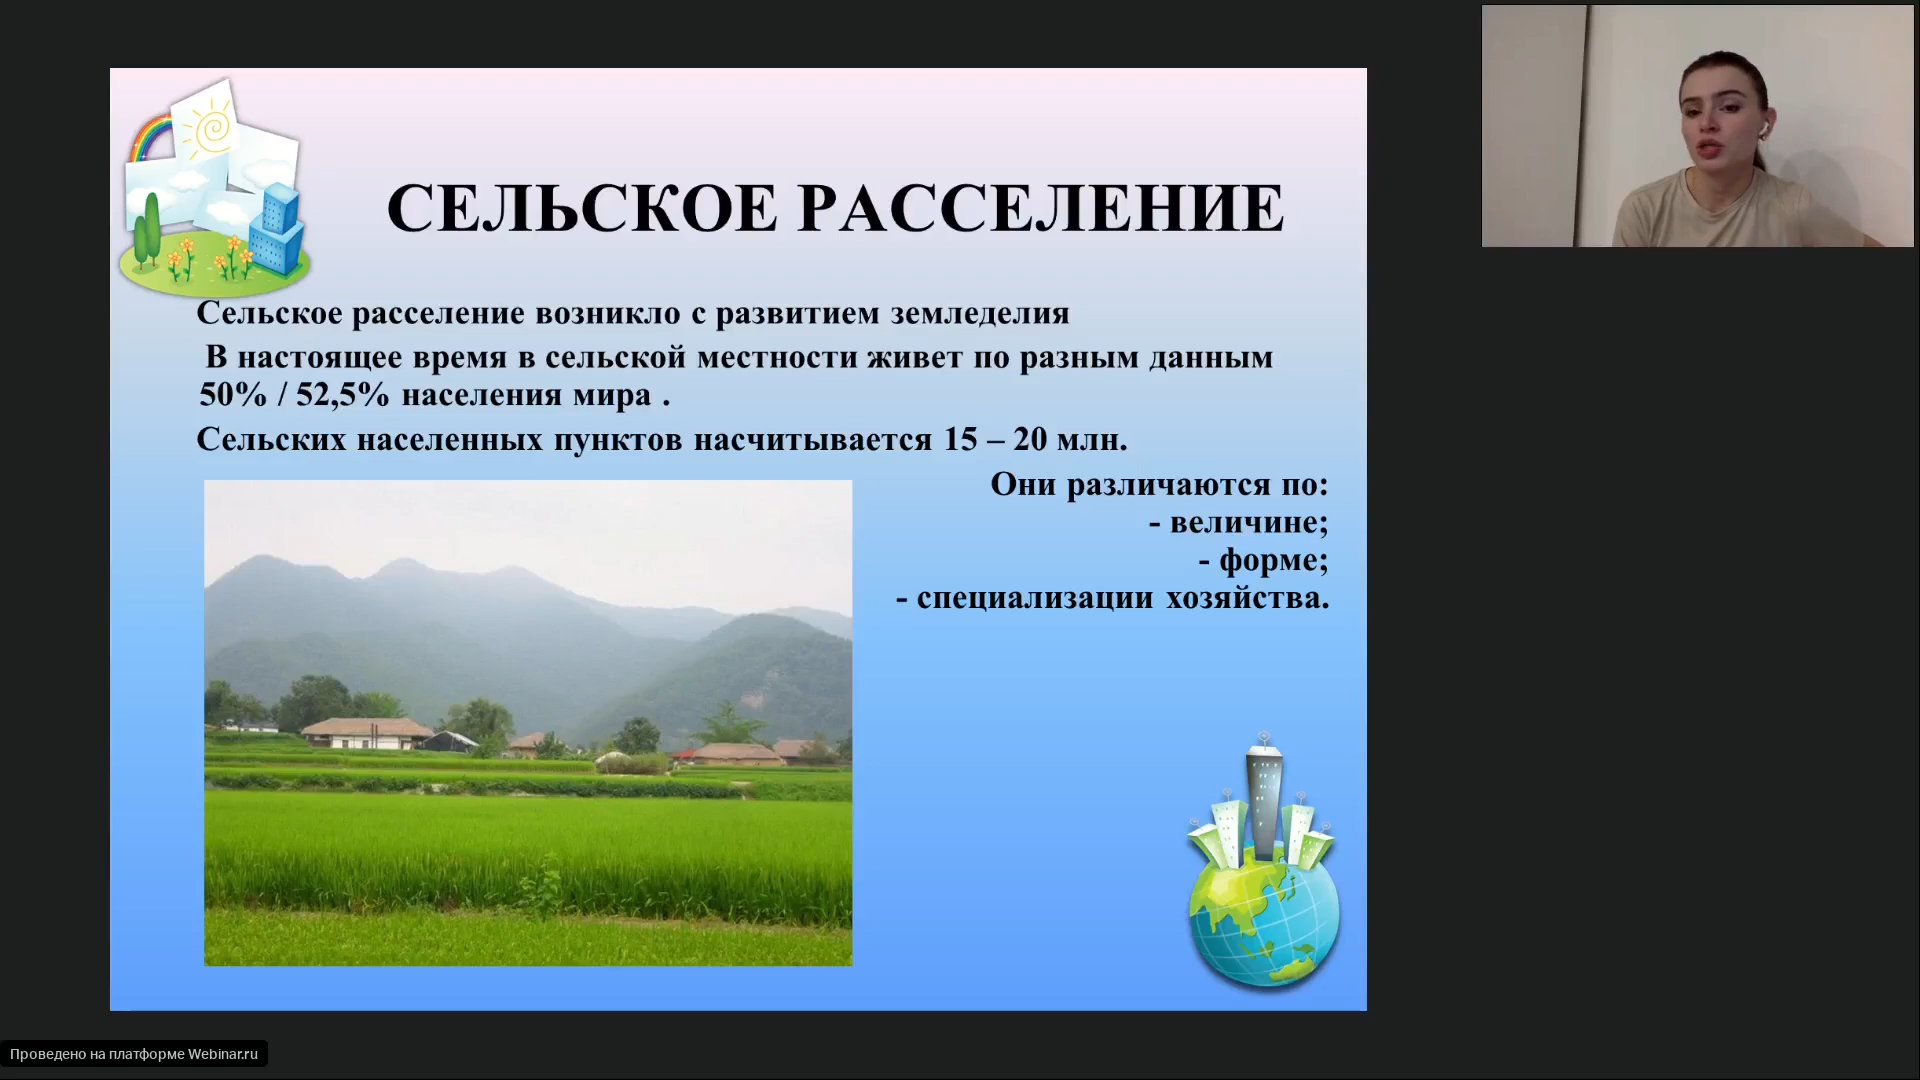 СЕЛЬСКОЕ РАССЕЛЕНИЕ
Сельское расселение возникло с развитием земледелия
В настоящее время в сельской местности живет по разным данным
50% / 52,5% населения мира .
Сельских населенных пунктов насчитывается 15 – 20 млн.
Они различаются по:
- величине;
- форме;
- специализации хозяйства.
Проведено на платформе Webinar.ru